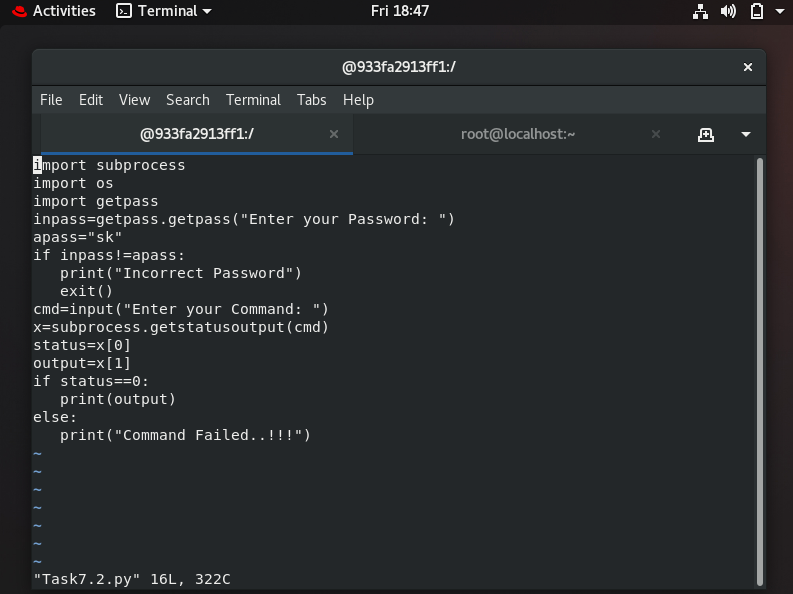 Activities Terminal Fri 18:47
@933fa2913ff1:/
File Edit View Search Terminal Tabs Help
@933fa2913ff1:/ root@localhost:~
import subprocess
import os
import getpass
inpass=getpass.getpass("Enter your Password: ")
apass="sk"
if inpass!=apass:
   print("Incorrect Password")
   exit()
cmd=input("Enter your Command: ")
x=subprocess.getstatusoutput(cmd)
status=x[0]
output=x[1]
if status==0:
   print(output)
else:
   print("Command Failed..!!!")
~
~
~
~
~
~
~
"Task7.2.py" 16L, 322C